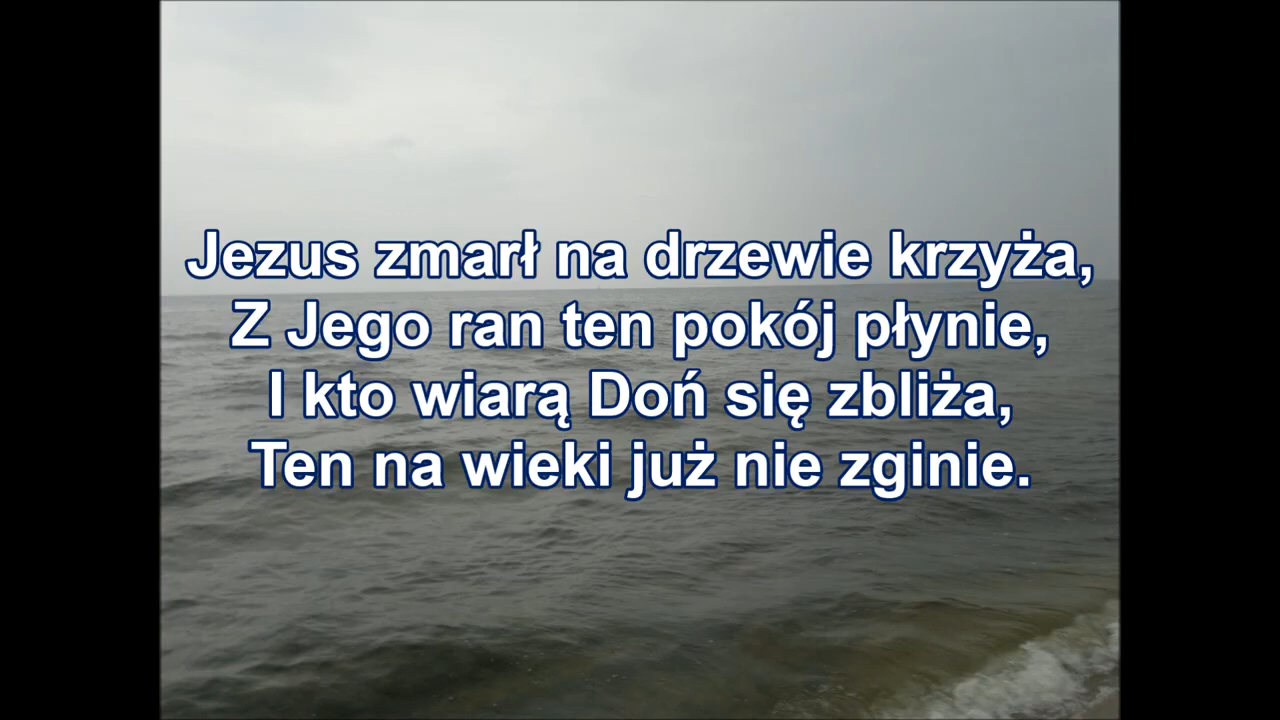 Jezus zmarł na drzewie krzyża,
Z Jego ran ten pokój płynie,
I kto wiarą Doń się zbliża,
Ten na wieki już nie zginie.